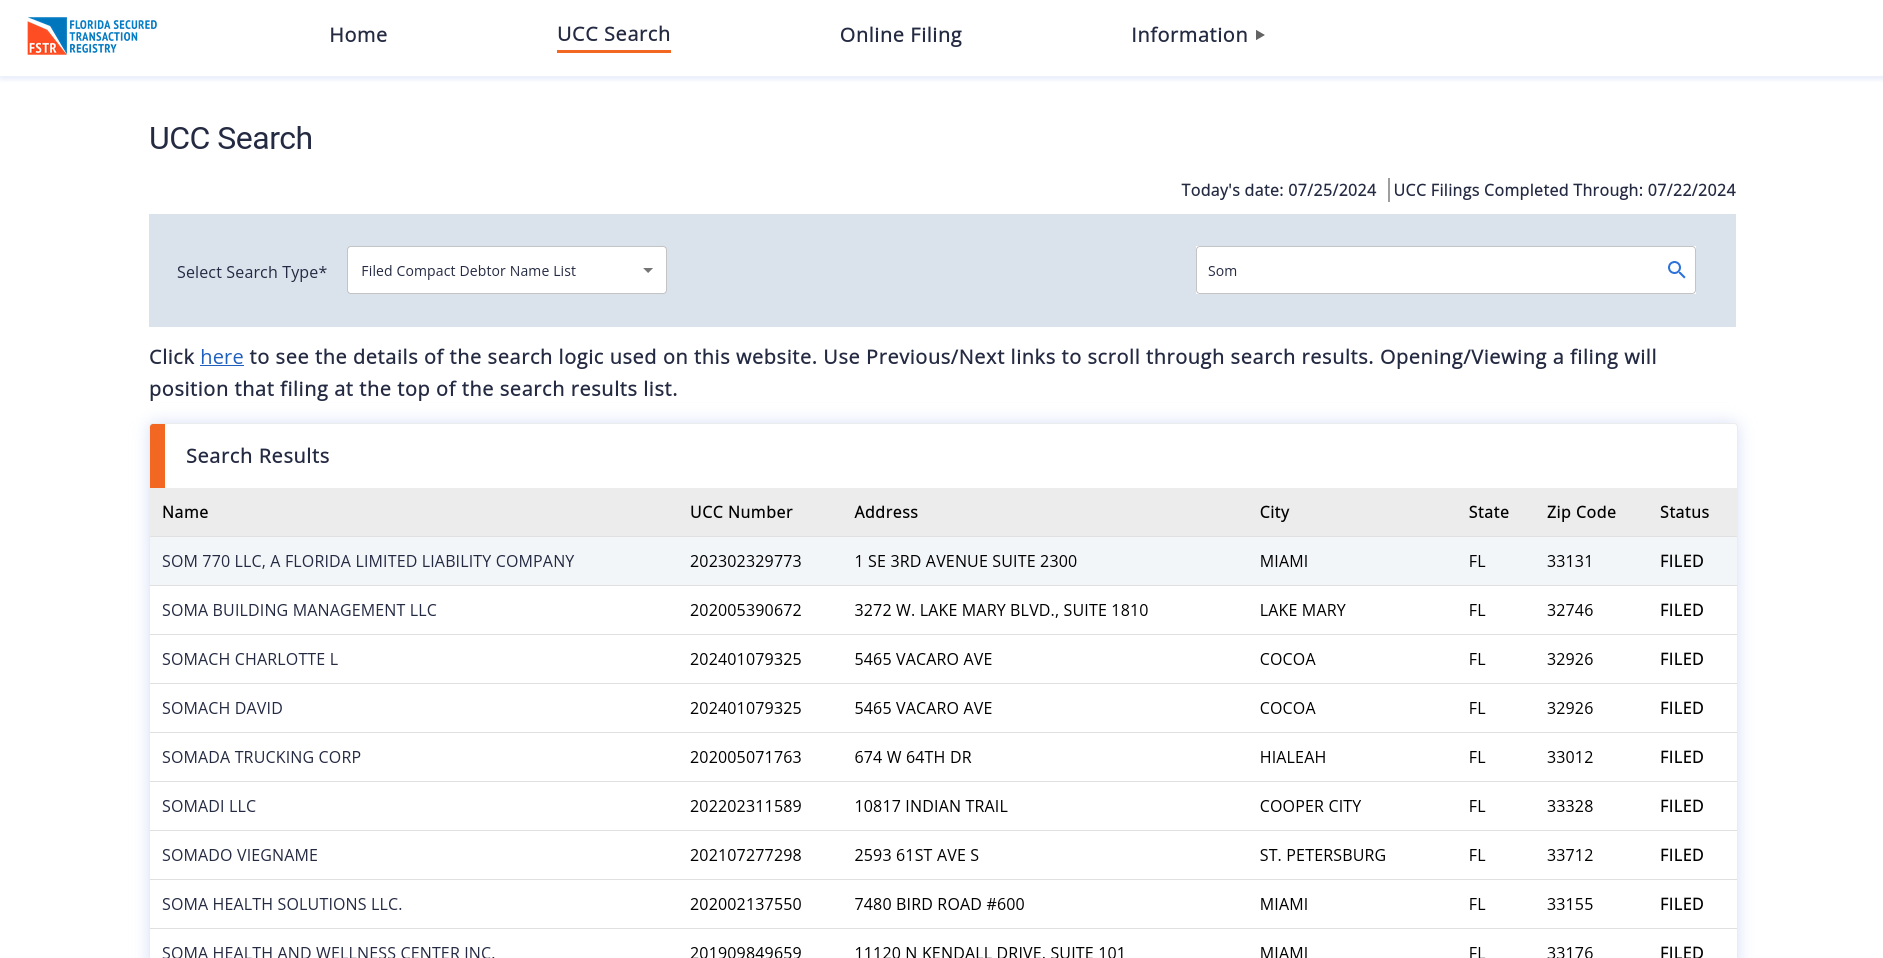 FSTR
FLORIDA SECURED
TRANSACTION
REGISTRY
Home
UCC Search
Online Filing
Information
UCC Search
Today's date: 07/25/2024 UCC Filings Completed Through: 07/22/2024
Select Search Type* Filed Compact Debtor Name List Som
Click here to see the details of the search logic used on this website. Use Previous/Next links to scroll through search results. Opening/Viewing a filing will
position that filing at the top of the search results list.
Search Results
Name UCC Number Address City State Zip Code Status
SOM 770 LLC, A FLORIDA LIMITED LIABILITY COMPANY 202302329773 1 SE 3RD AVENUE SUITE 2300 MIAMI FL 33131 FILED
SOMA BUILDING MANAGEMENT LLC 202005390672 3272 W. LAKE MARY BLVD., SUITE 1810 LAKE MARY FL 32746 FILED
SOMACH CHARLOTTE L 202401079325 5465 VACARO AVE COCOA FL 32926 FILED
SOMACH DAVID 202401079325 5465 VACARO AVE COCOA FL 32926 FILED
SOMADA TRUCKING CORP 202005071763 674 W 64TH DR HIALEAH FL 33012 FILED
SOMADI LLC 202202311589 10817 INDIAN TRAIL COOPER CITY FL 33328 FILED
SOMADO VIEGNAME 202107277298 2593 61ST AVE S ST. PETERSBURG FL 33712 FILED
SOMA HEALTH SOLUTIONS LLC. 202002137550 7480 BIRD ROAD #600 MIAMI FL 33155 FILED
SOMA HEALTH AND WELLNESS CENTER INC. 201909849659 11120 N KENDALL DRIVE, SUITE 101 MIAMI FL 33176 FILED